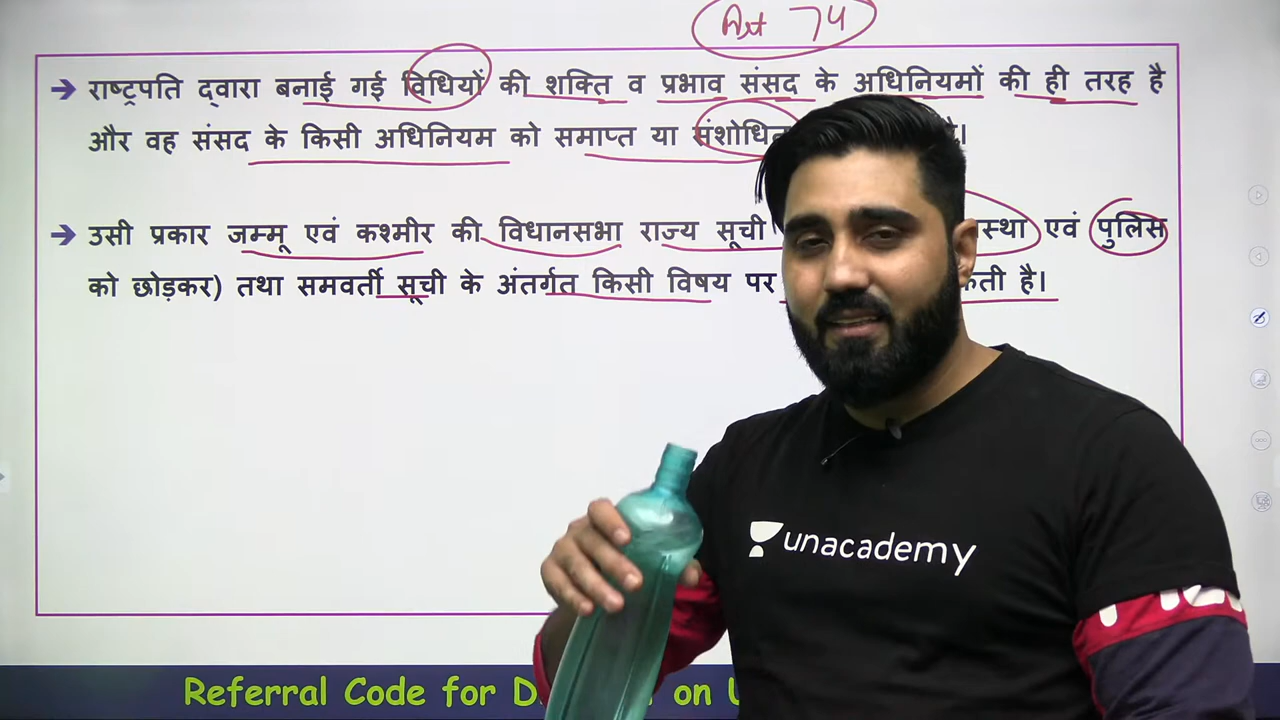 Art 74
राष्ट्रपति द्वारा बनाई गई विधियों की शक्ति व प्रभाव संसद के अधिनियमों की ही तरह है
और वह संसद के किसी अधिनियम को समाप्त या संशोधित है।
उसी प्रकार जम्मू एवं कश्मीर की विधानसभा राज्य सूची एवं पुलिस
को छोड़कर) तथा समवर्ती सूची के अंतर्गत किसी विषय पर है।
unacademy
Referral Code for on